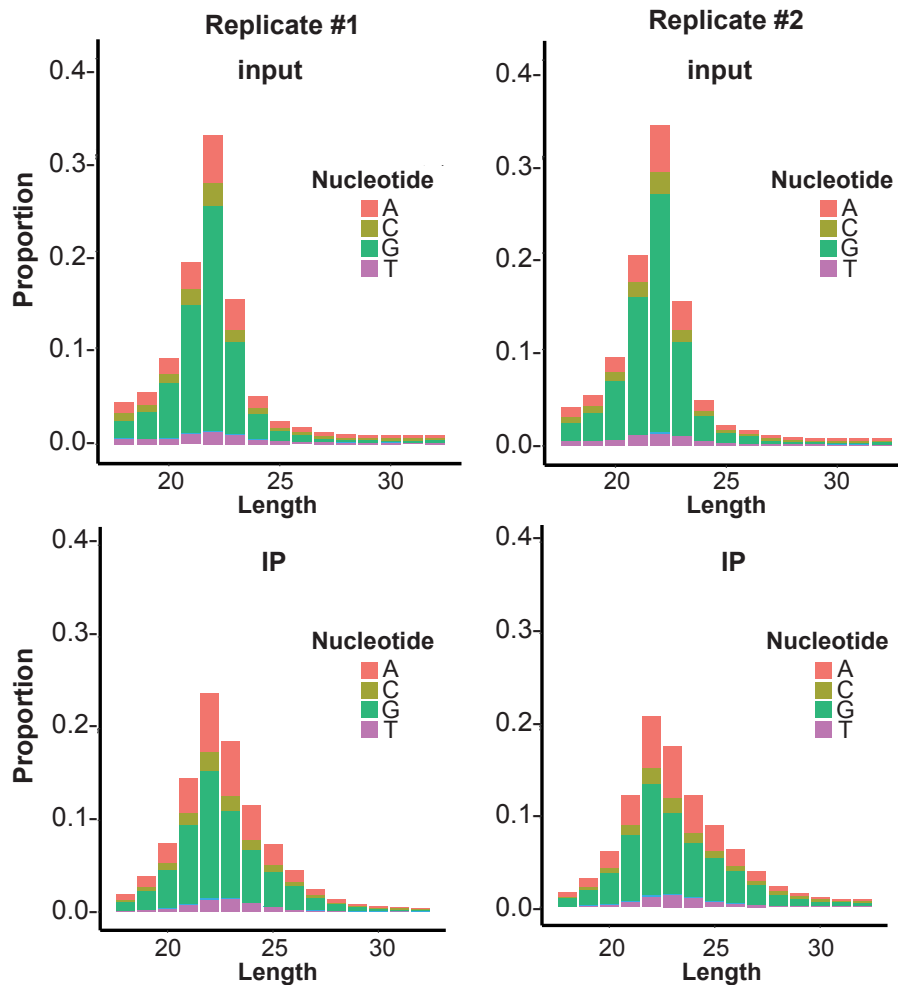 Replicate #1
input
Proportion
0.4
0.3
0.2
0.1
0.0
Nucleotide
A
C
G
T
20 25 30
Length
Replicate #2
input
0.4
0.3
0.2
0.1
0.0
Nucleotide
A
C
G
T
20 25 30
Length
IP
Proportion
0.4
0.3
0.2
0.1
0.0
Nucleotide
A
C
G
T
20 25 30
Length
IP
0.4
0.3
0.2
0.1
0.0
Nucleotide
A
C
G
T
20 25 30
Length